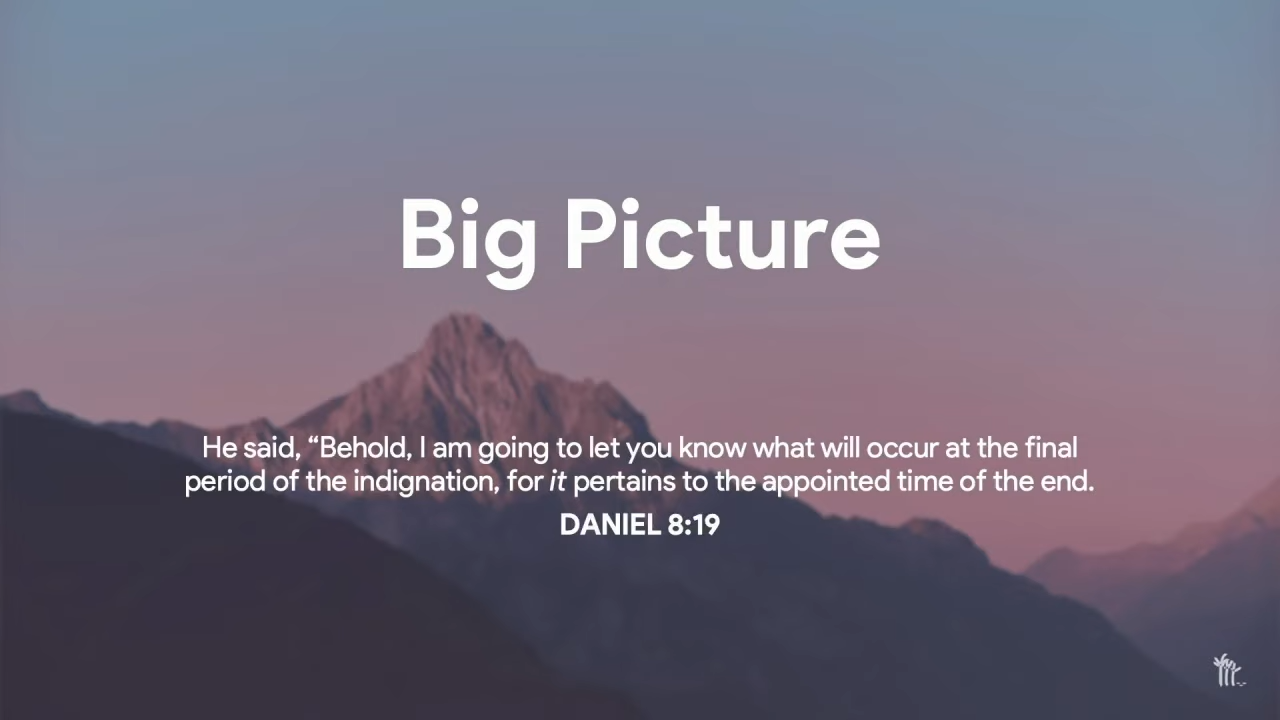 Big Picture
He said, “Behold, I am going to let you know what will occur at the final
period of the indignation, for it pertains to the appointed time of the end.
DANIEL 8:19